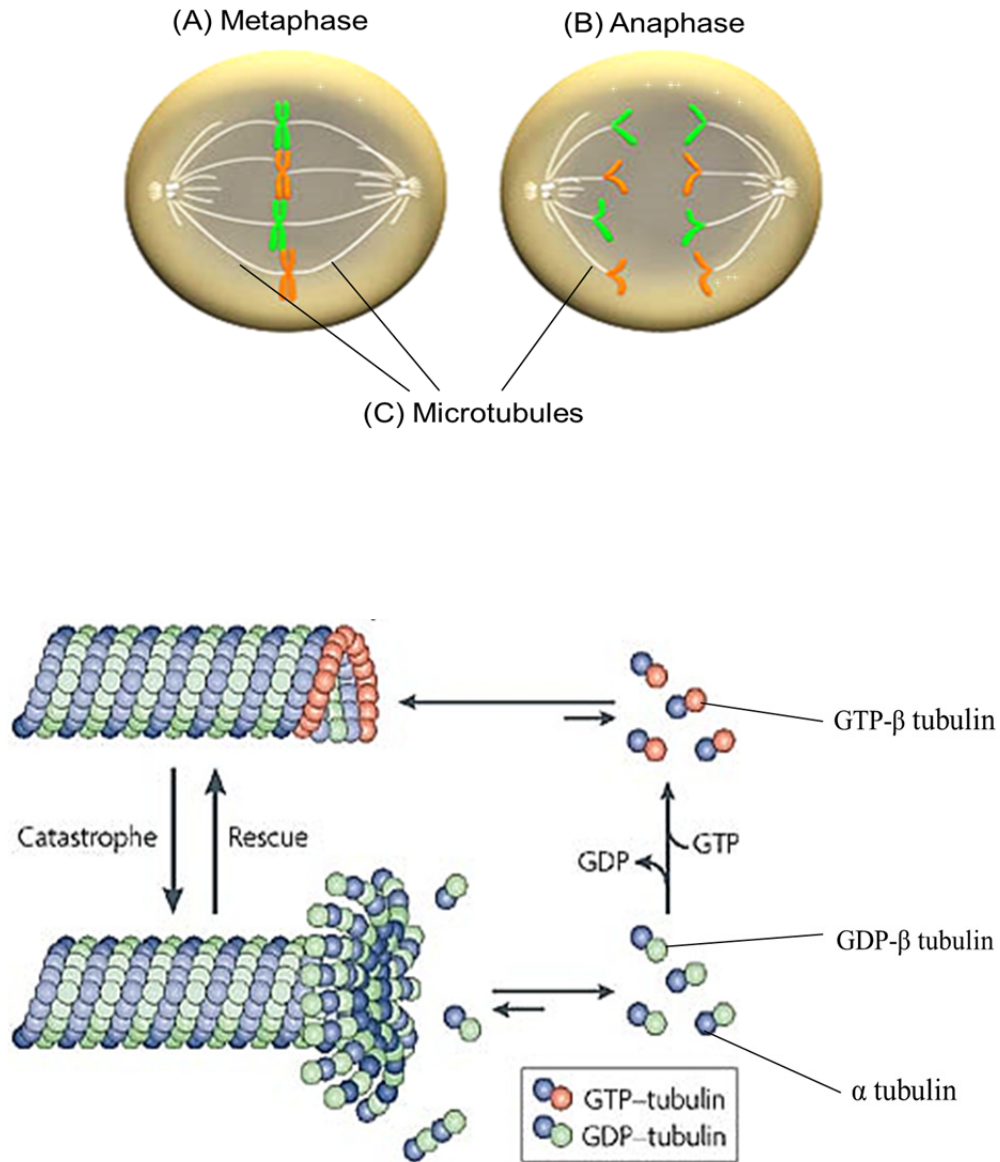 (A) Metaphase
(B) Anaphase
(C) Microtubules
GTP-β tubulin
Catastrophe
Rescue
GDP
GTP
GDP-β tubulin
α tubulin
GTP–tubulin
GDP–tubulin